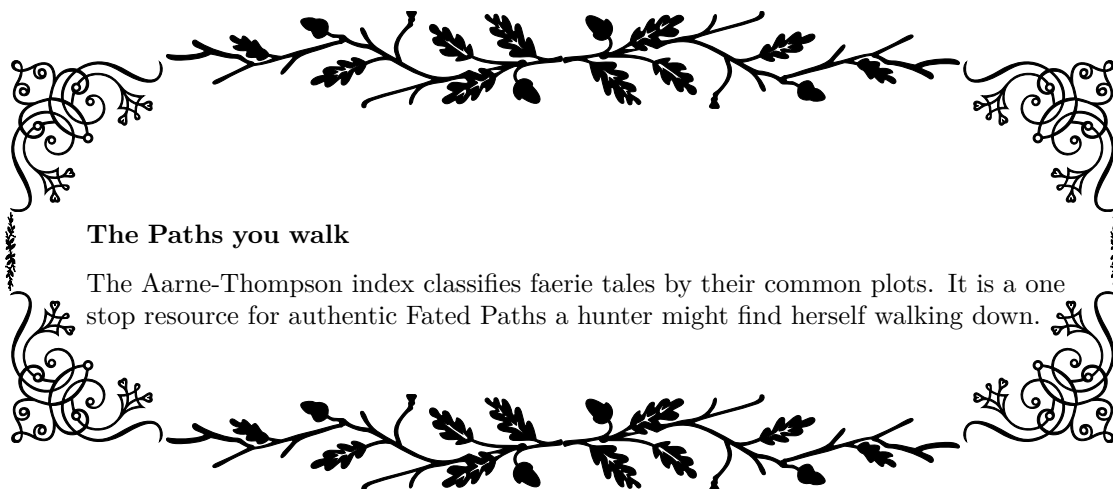 The Paths you walk
The Aarne-Thompson index classifies faerie tales by their common plots. It is a one
stop resource for authentic Fated Paths a hunter might find herself walking down.